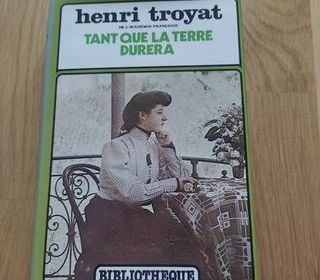 henri troyat
DE L'ACADÉMIE FRANÇAISE
TANT QUE LA TERRE
DURERA
BIBLIOTHEQUE